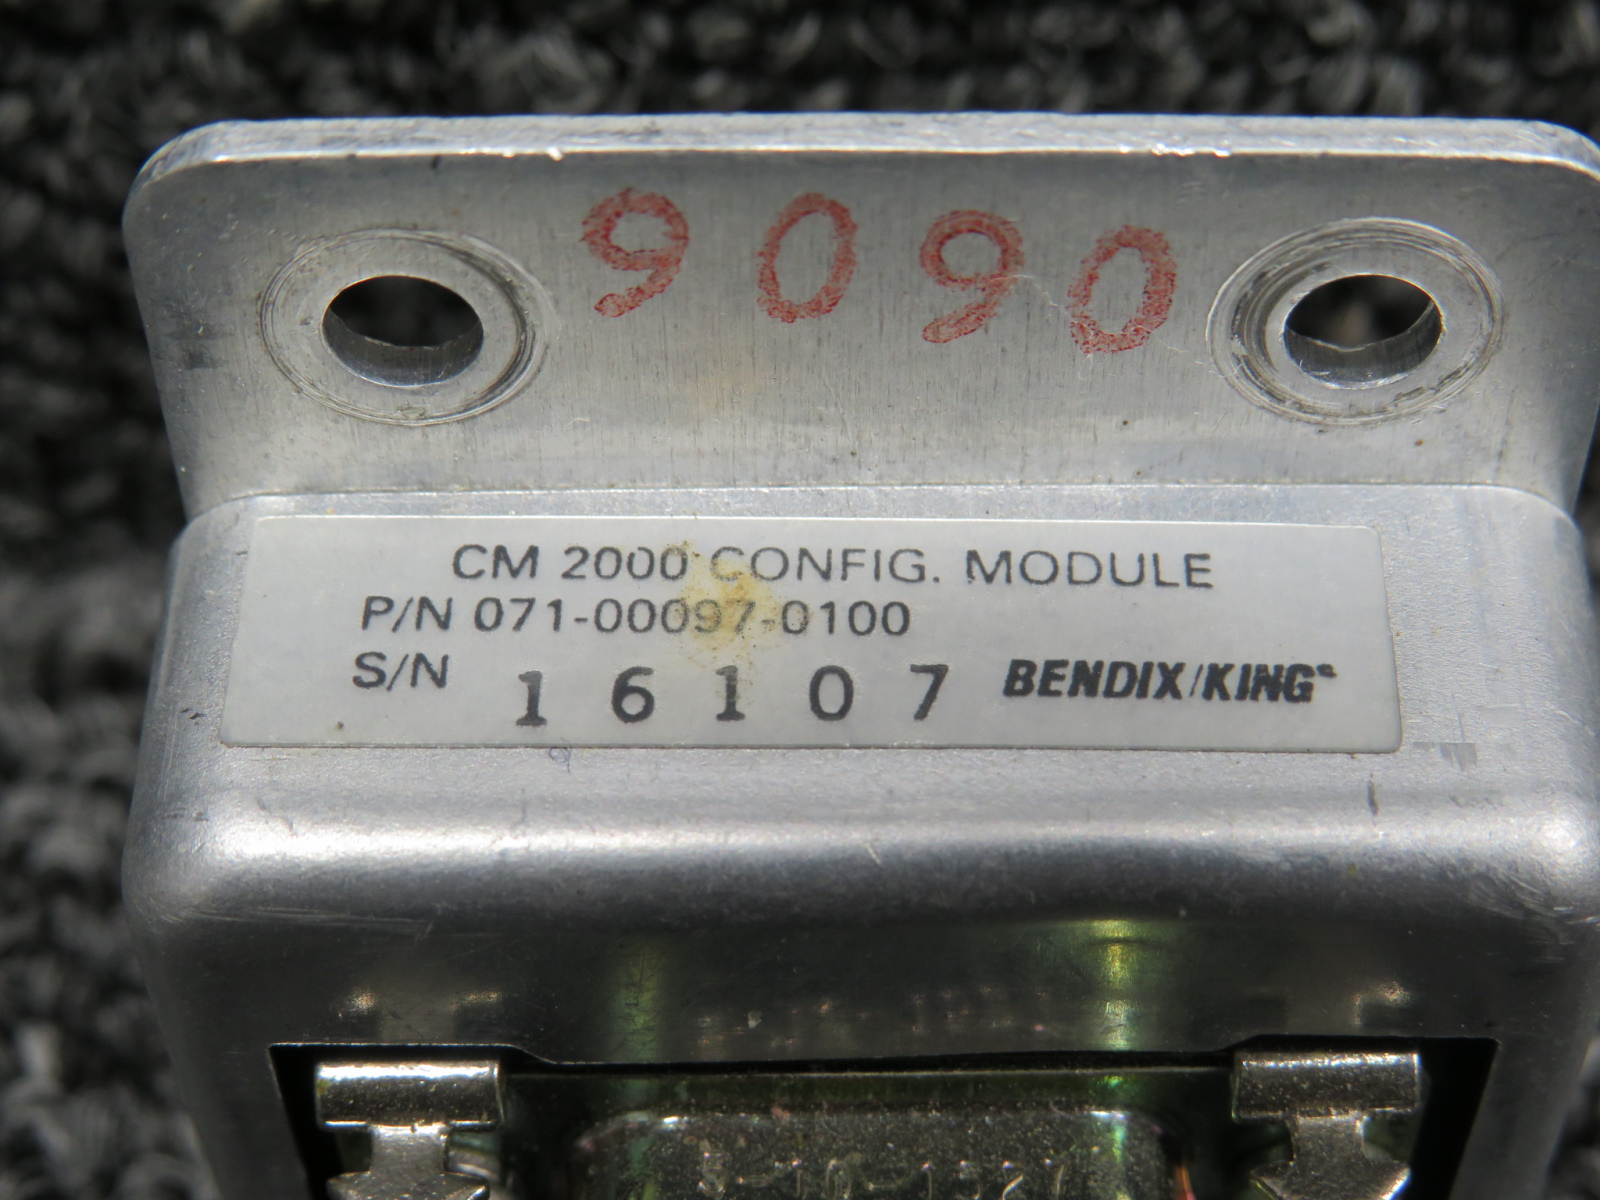 9090
CM 2000 CONFIG. MODULE
P/N 071-00097-0100
S/N 16107 BENDIX/KING®